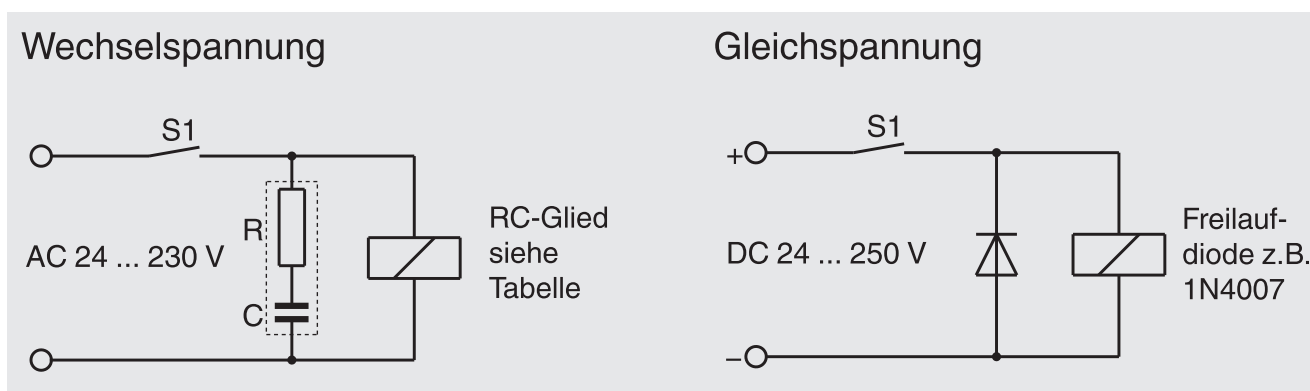 Wechselspannung
S1
R
AC 24 ... 230 V
C
RC-Glied
siehe
Tabelle
Gleichspannung
S1
+
DC 24 ... 250 V
–
Freilauf-
diode z.B.
1N4007